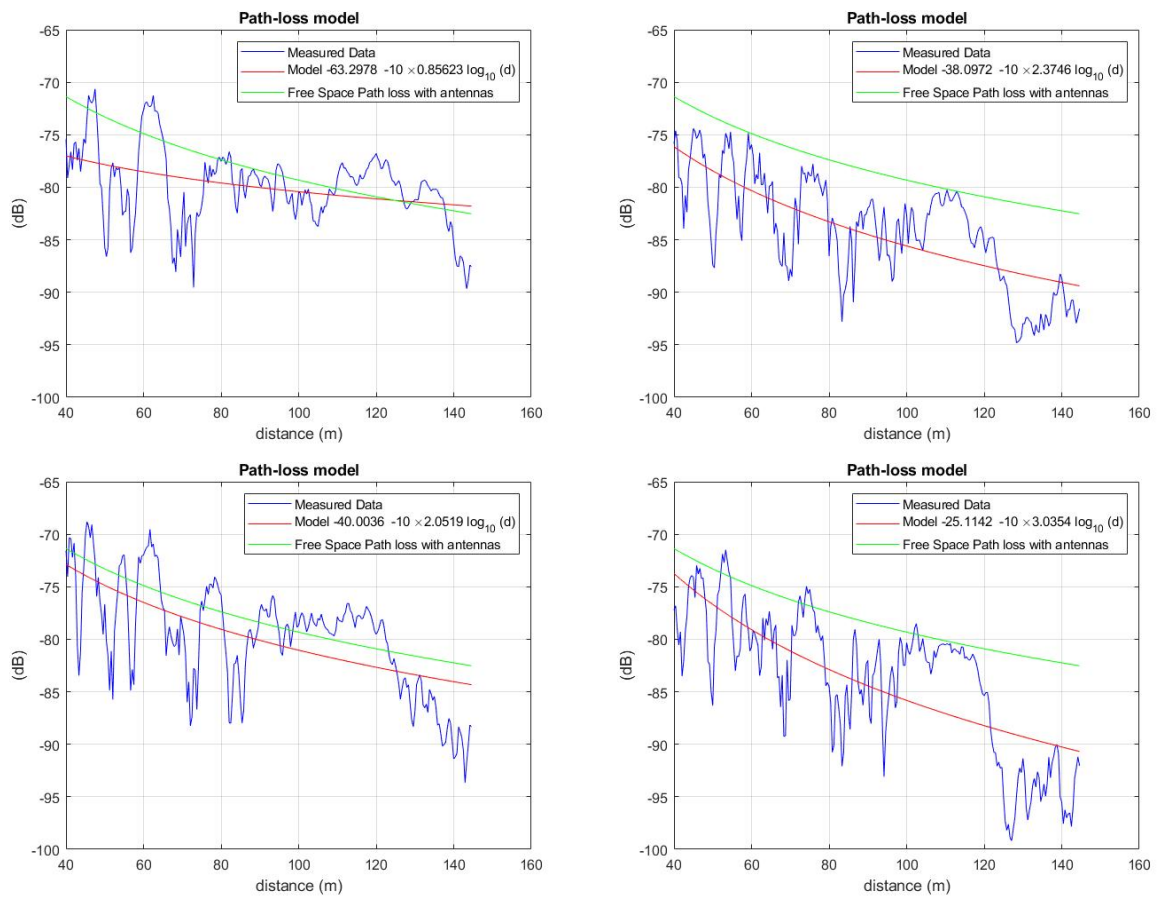 Path-loss model
-65
-70
-75
-80
-85
-90
-95
-100
(dB)
40 60 80 100 120 140 160
distance (m)
Measured Data
Model -63.2978 -10 ×0.85623 log10 (d)
Free Space Path loss with antennas
Path-loss model
-65
-70
-75
-80
-85
-90
-95
-100
(dB)
40 60 80 100 120 140 160
distance (m)
Measured Data
Model -38.0972 -10 ×2.3746 log10 (d)
Free Space Path loss with antennas
Path-loss model
-65
-70
-75
-80
-85
-90
-95
-100
(dB)
40 60 80 100 120 140 160
distance (m)
Measured Data
Model -40.0036 -10 ×2.0519 log10 (d)
Free Space Path loss with antennas
Path-loss model
-65
-70
-75
-80
-85
-90
-95
-100
(dB)
40 60 80 100 120 140 160
distance (m)
Measured Data
Model -25.1142 -10 ×3.0354 log10 (d)
Free Space Path loss with antennas